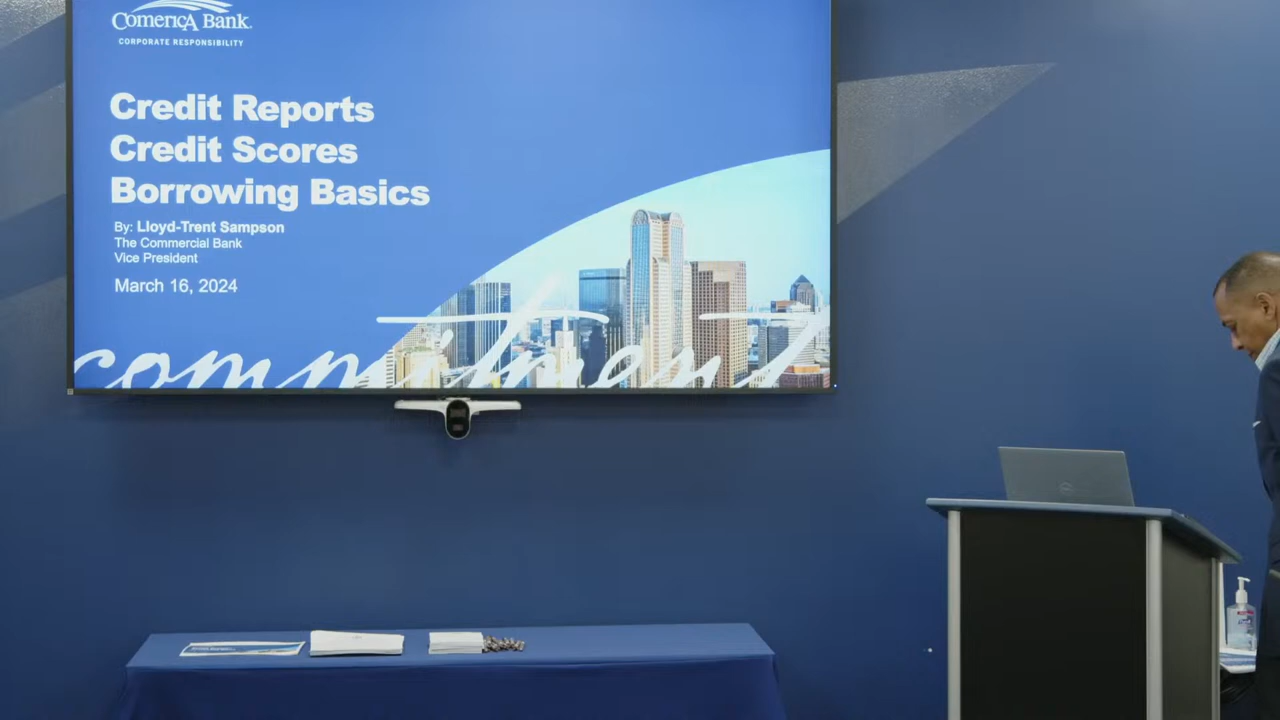 Comerica Bank.
CORPORATE RESPONSIBILITY
Credit Reports
Credit Scores
Borrowing Basics
By: Lloyd-Trent Sampson
The Commercial Bank
Vice President
March 16, 2024
commitment